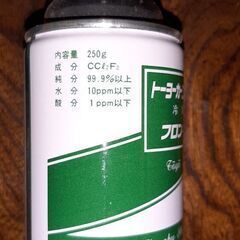 内容量 250g
成分 CCl₂F₂
純分 99.9%以上
水分 10ppm以下
酸分 1ppm以下
トーヨーカー
冷
フロン